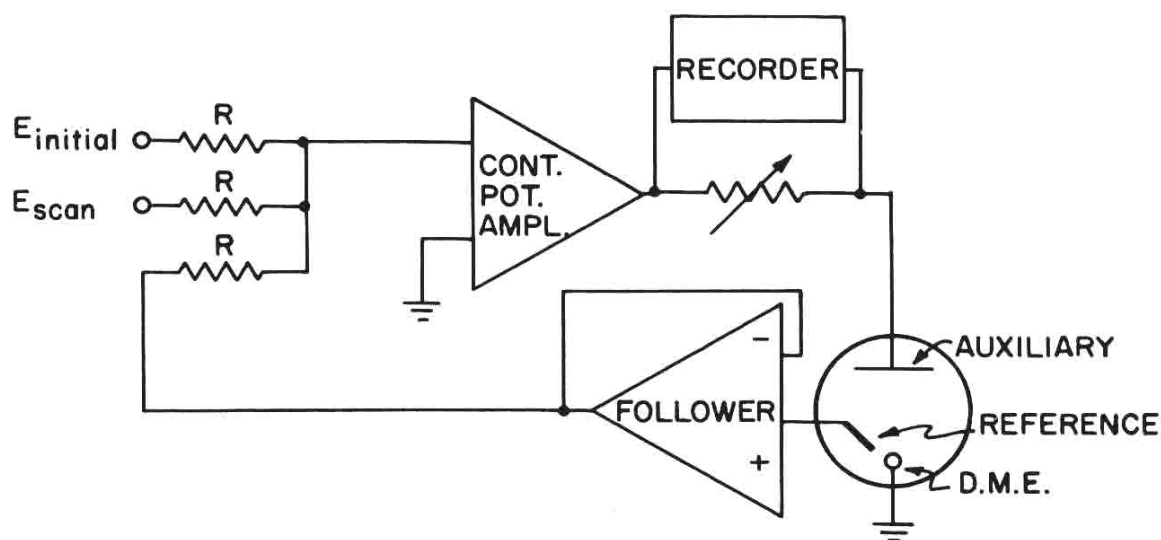 RECORDER
R
E initial
CONT.
POT.
AMPL.
R
E scan
R
AUXILIARY
−
FOLLOWER
REFERENCE
+
D.M.E.